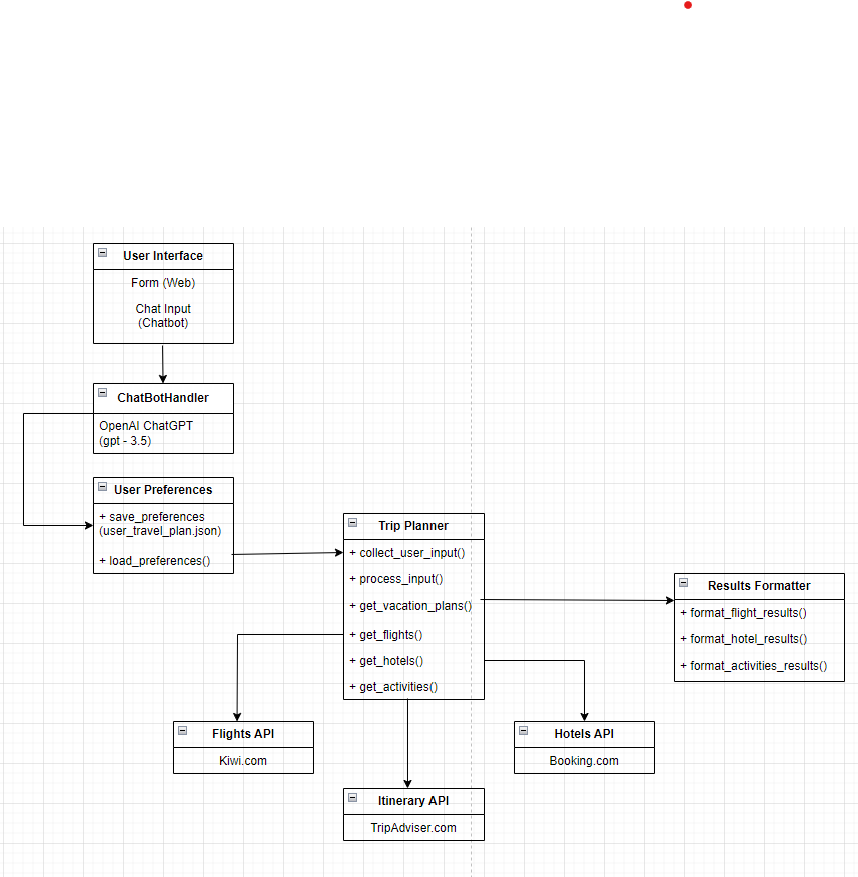 User Interface
Form (Web)
Chat Input
(Chatbot)
ChatBotHandler
OpenAI ChatGPT
(gpt - 3.5)
User Preferences
+ save_preferences
(user_travel_plan.json)
+ load_preferences()
Trip Planner
+ collect_user_input()
+ process_input()
+ get_vacation_plans()
+ get_flights()
+ get_hotels()
+ get_activities()
Results Formatter
+ format_flight_results()
+ format_hotel_results()
+ format_activities_results()
Flights API
Kiwi.com
Hotels API
Booking.com
Itinerary API
TripAdviser.com